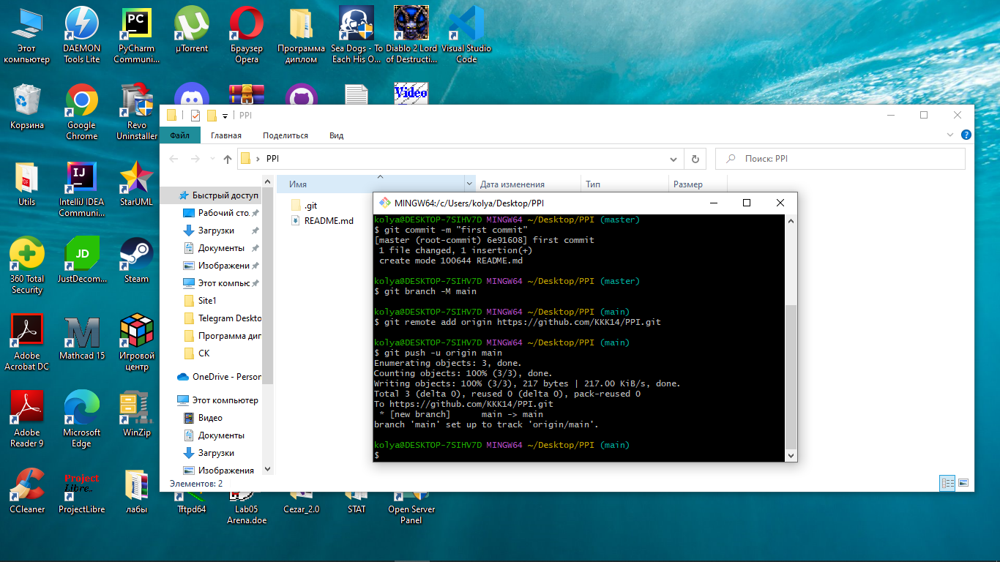 Этот компьютер
DAEMON Tools Lite
PyCharm Communi...
µTorrent
Браузер Opera
Программа диплом
Sea Dogs - To Each His O...
Diablo 2 Lord of Destructi...
Visual Studio Code
Корзина
Google Chrome
Revo Uninstaller
Video
Utils
IntelliJ IDEA Communi...
StarUML
360 Total Security
JustDecom...
Steam
Adobe Acrobat DC
Mathcad 15
Игровой центр
Adobe Reader 9
Microsoft Edge
WinZip
CCleaner
Project Libre..
ProjectLibre
лабы
Tftpd64
Lab05 Arena.doe
Cezar_2.0
STAT
Open Server Panel
PPI
Файл
Главная
Поделиться
Вид
PPI
Поиск: PPI
Имя
Дата изменения
Тип
Размер
Быстрый доступ
Рабочий сто.
Загрузки
Документы
Изображени
Этот компьк
Site1
Telegram Deskto
Программа дип
СК
OneDrive - Person
Этот компьютер
Видео
Документы
Загрузки
Изображения
.git
README.md
Элементов: 2
MINGW64:/c/Users/kolya/Desktop/PPI
kolya@DESKTOP-7SIHV7D MINGW64 ~/Desktop/PPI (master)
$ git commit -m "first commit"
[master (root-commit) 6e91608] first commit
1 file changed, 1 insertion(+)
create mode 100644 README.md
kolya@DESKTOP-7SIHV7D MINGW64 ~/Desktop/PPI (master)
$ git branch -M main
kolya@DESKTOP-7SIHV7D MINGW64 ~/Desktop/PPI (main)
$ git remote add origin https://github.com/KKK14/PPI.git
kolya@DESKTOP-7SIHV7D MINGW64 ~/Desktop/PPI (main)
$ git push -u origin main
Enumerating objects: 3, done.
Counting objects: 100% (3/3), done.
Writing objects: 100% (3/3), 217 bytes | 217.00 KiB/s, done.
Total 3 (delta 0), reused 0 (delta 0), pack-reused 0
To https://github.com/KKK14/PPI.git
* [new branch]      main -> main
branch 'main' set up to track 'origin/main'.
kolya@DESKTOP-7SIHV7D MINGW64 ~/Desktop/PPI (main)
$